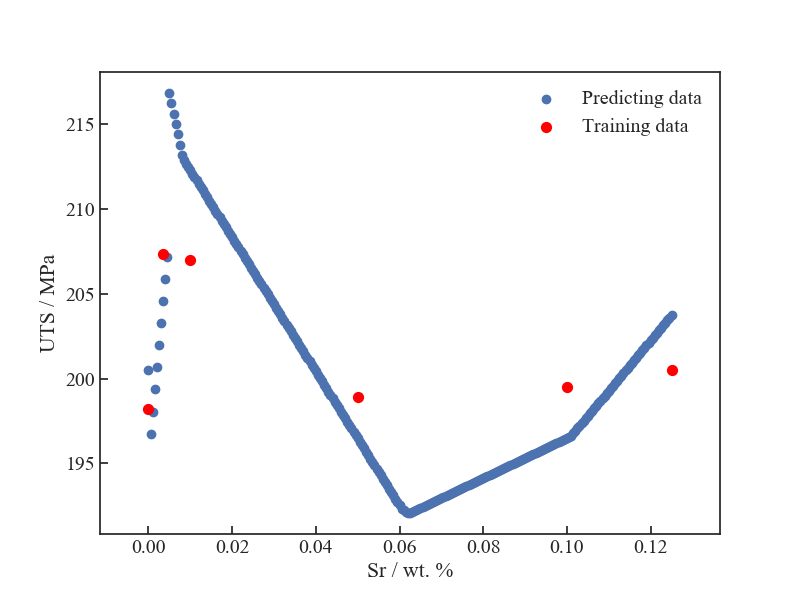 Predicting data
Training data
UTS / MPa
215
210
205
200
195
0.00 0.02 0.04 0.06 0.08 0.10 0.12
Sr / wt. %